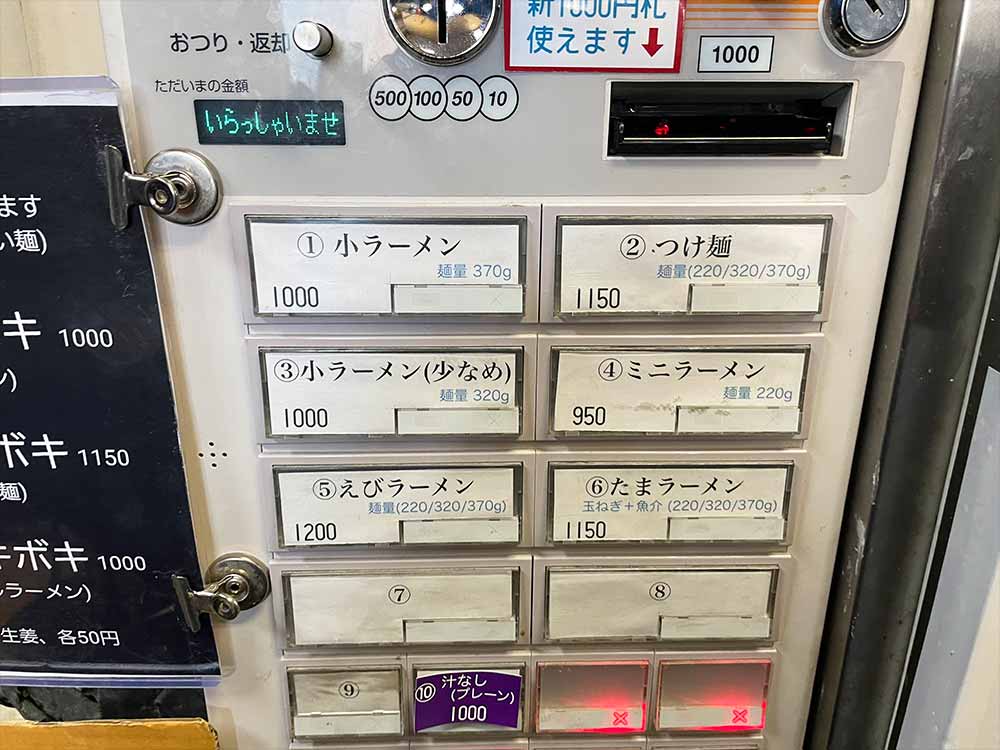 新1000円札
使えます
おつり・返却
1000
ただいまの金額
いらっしゃいませ
500 100 50 10
① 小ラーメン
麺量 370g
1000
② つけ麺
麺量(220/320/370g)
1150
③小ラーメン(少なめ)
麺量 320g
1000
④ミニラーメン
麺量 220g
950
⑤えびラーメン
麺量(220/320/370g)
1200
⑥たまラーメン
玉ねぎ＋魚介 (220/320/370g)
1150
⑦
⑧
⑨
⑩ 汁なし
(プレーン)
1000
ます
い麺)
キ 1000
ン)
ボキ 1150
麺)
キボキ 1000
ラーメン)
生姜、各50円